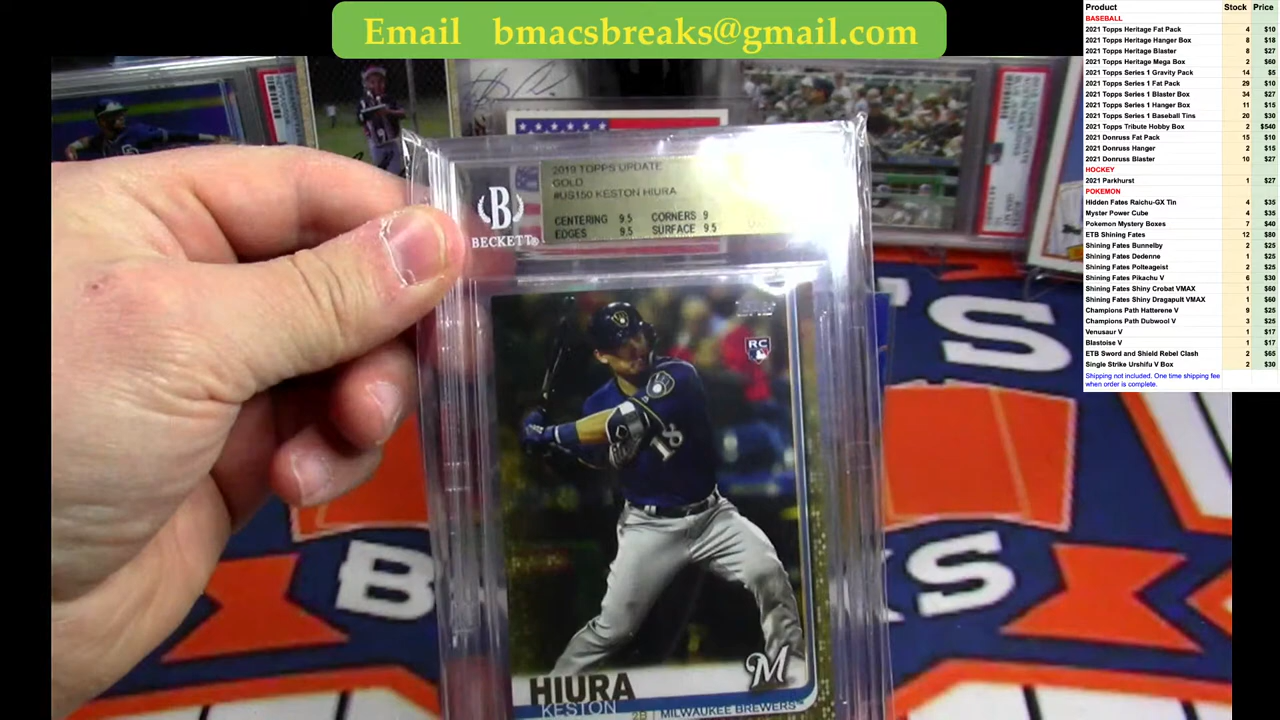 Email bmacsbreaks@gmail.com
Product Stock Price
BASEBALL
2021 Topps Heritage Fat Pack 4 $10
2021 Topps Heritage Hanger Box 8 $18
2021 Topps Heritage Blaster 8 $27
2021 Topps Heritage Mega Box 2 $60
2021 Topps Series 1 Gravity Pack 14 $5
2021 Topps Series 1 Fat Pack 29 $10
2021 Topps Series 1 Blaster Box 34 $27
2021 Topps Series 1 Hanger Box 11 $15
2021 Topps Series 1 Baseball Tins 20 $30
2021 Topps Tribute Hobby Box 2 $540
2021 Donruss Fat Pack 15 $10
2021 Donruss Hanger 2 $15
2021 Donruss Blaster 10 $27
HOCKEY
2021 Parkhurst 1 $27
POKEMON
Hidden Fates Raichu-GX Tin 4 $35
Myster Power Cube 4 $35
Pokemon Mystery Boxes 7 $40
ETB Shining Fates 12 $80
Shining Fates Bunnelby 2 $25
Shining Fates Dedenne 1 $25
Shining Fates Polteageist 2 $25
Shining Fates Pikachu V 6 $30
Shining Fates Shiny Crobat VMAX 1 $60
Shining Fates Shiny Dragapult VMAX 1 $60
Champions Path Hatterene V 9 $25
Champions Path Dubwool V 3 $25
Venusaur V 1 $17
Blastoise V 1 $17
ETB Sword and Shield Rebel Clash 2 $65
Single Strike Urshifu V Box 2 $30
Shipping not included. One time shipping fee
when order is complete.
2019 TOPPS UPDATE
GOLD
#US150 KESTON HIURA
CENTERING 9.5 CORNERS 9
EDGES 9.5 SURFACE 9.5
B
BECKETT®
RC
18
M
HIURA
KESTON
2B | MILWAUKEE BREWERS™